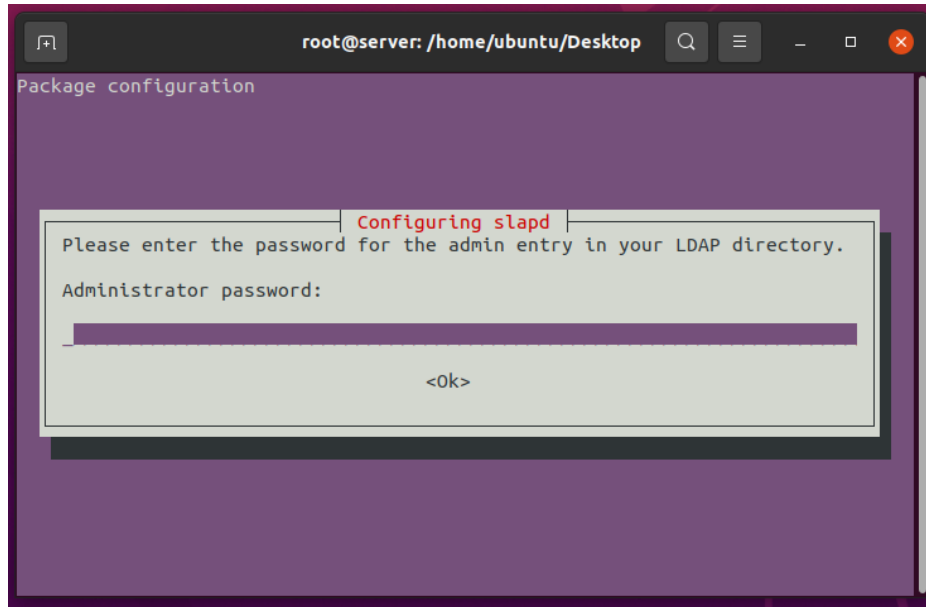 root@server: /home/ubuntu/Desktop
Package configuration
Configuring slapd
Please enter the password for the admin entry in your LDAP directory.
Administrator password:
<Ok>